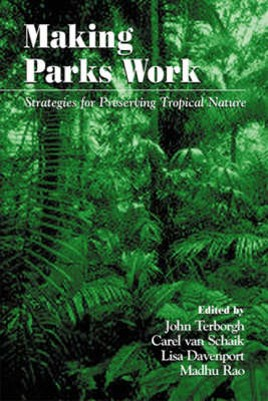 Making
Parks Work
Strategies for Preserving Tropical Nature
Edited by
John Terborgh
Carel van Schaik
Lisa Davenport
Madhu Rao